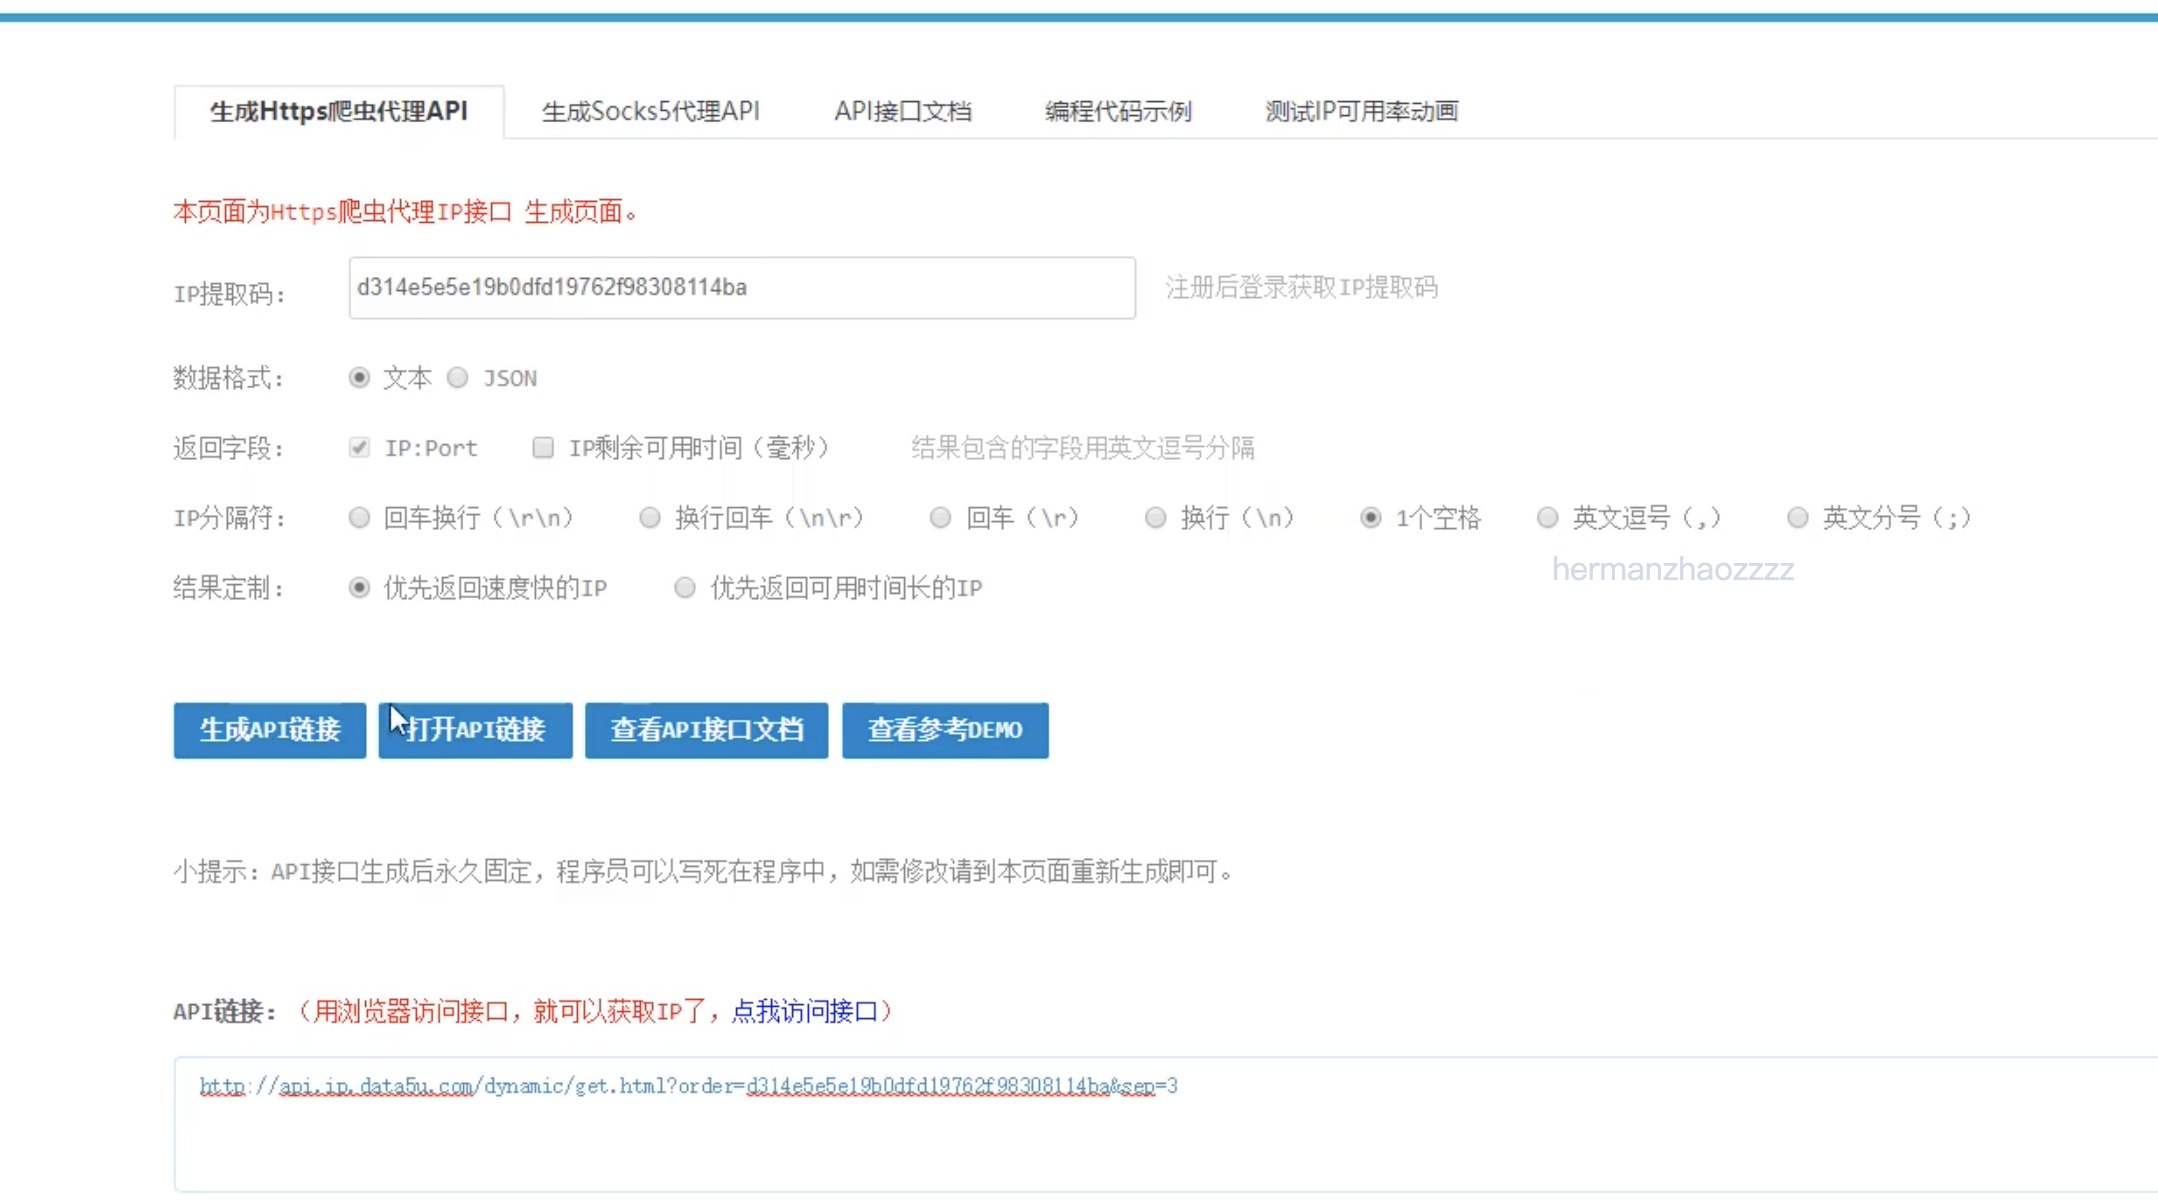 生成Https爬虫代理API 生成Socks5代理API API接口文档 编程代码示例 测试IP可用率动画
本页面为Https爬虫代理IP接口 生成页面。
IP提取码: d314e5e5e19b0dfd19762f98308114ba 注册后登录获取IP提取码
数据格式: 文本 JSON
返回字段: IP:Port IP剩余可用时间（毫秒） 结果包含的字段用英文逗号分隔
IP分隔符: 回车换行（\r\n） 换行回车（\n\r） 回车（\r） 换行（\n） 1个空格 英文逗号（,） 英文分号（;）
hermanzhaozzzz
结果定制: 优先返回速度快的IP 优先返回可用时间长的IP
生成API链接 打开API链接 查看API接口文档 查看参考DEMO
小提示: API接口生成后永久固定，程序员可以写死在程序中，如需修改请到本页面重新生成即可。
API链接: （用浏览器访问接口，就可以获取IP了，点我访问接口）
http://api.ip.data5u.com/dynamic/get.html?order=d314e5e5e19b0dfd19762f98308114ba&sep=3